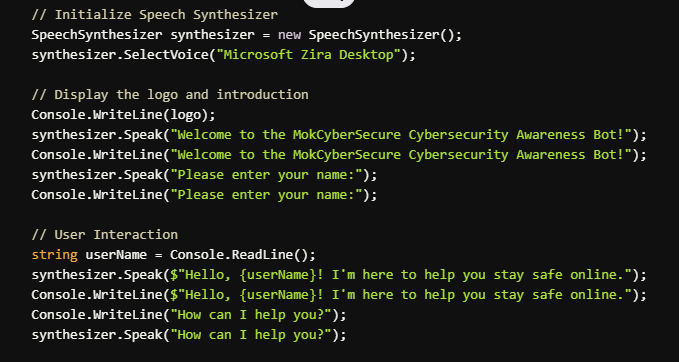 // Initialize Speech Synthesizer
SpeechSynthesizer synthesizer = new SpeechSynthesizer();
synthesizer.SelectVoice("Microsoft Zira Desktop");
// Display the logo and introduction
Console.WriteLine(logo);
synthesizer.Speak("Welcome to the MokCyberSecure Cybersecurity Awareness Bot!");
Console.WriteLine("Welcome to the MokCyberSecure Cybersecurity Awareness Bot!");
synthesizer.Speak("Please enter your name:");
Console.WriteLine("Please enter your name:");
// User Interaction
string userName = Console.ReadLine();
synthesizer.Speak($"Hello, {userName}! I'm here to help you stay safe online.");
Console.WriteLine($"Hello, {userName}! I'm here to help you stay safe online.");
Console.WriteLine("How can I help you?");
synthesizer.Speak("How can I help you?");